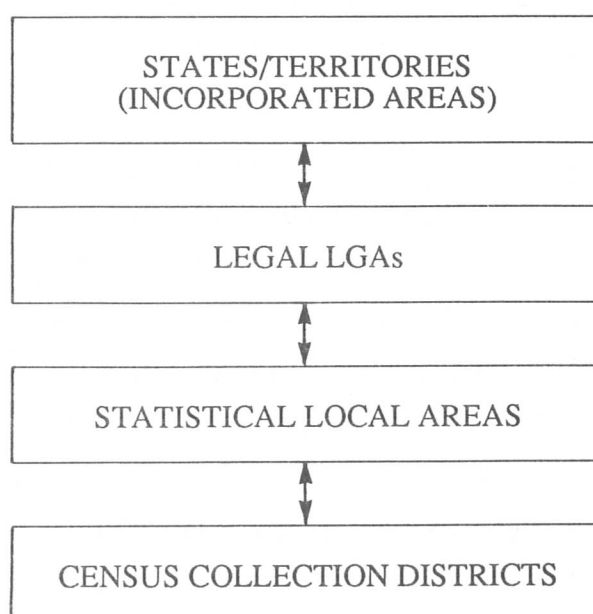 STATES/TERRITORIES
(INCORPORATED AREAS)
LEGAL LGAs
STATISTICAL LOCAL AREAS
CENSUS COLLECTION DISTRICTS